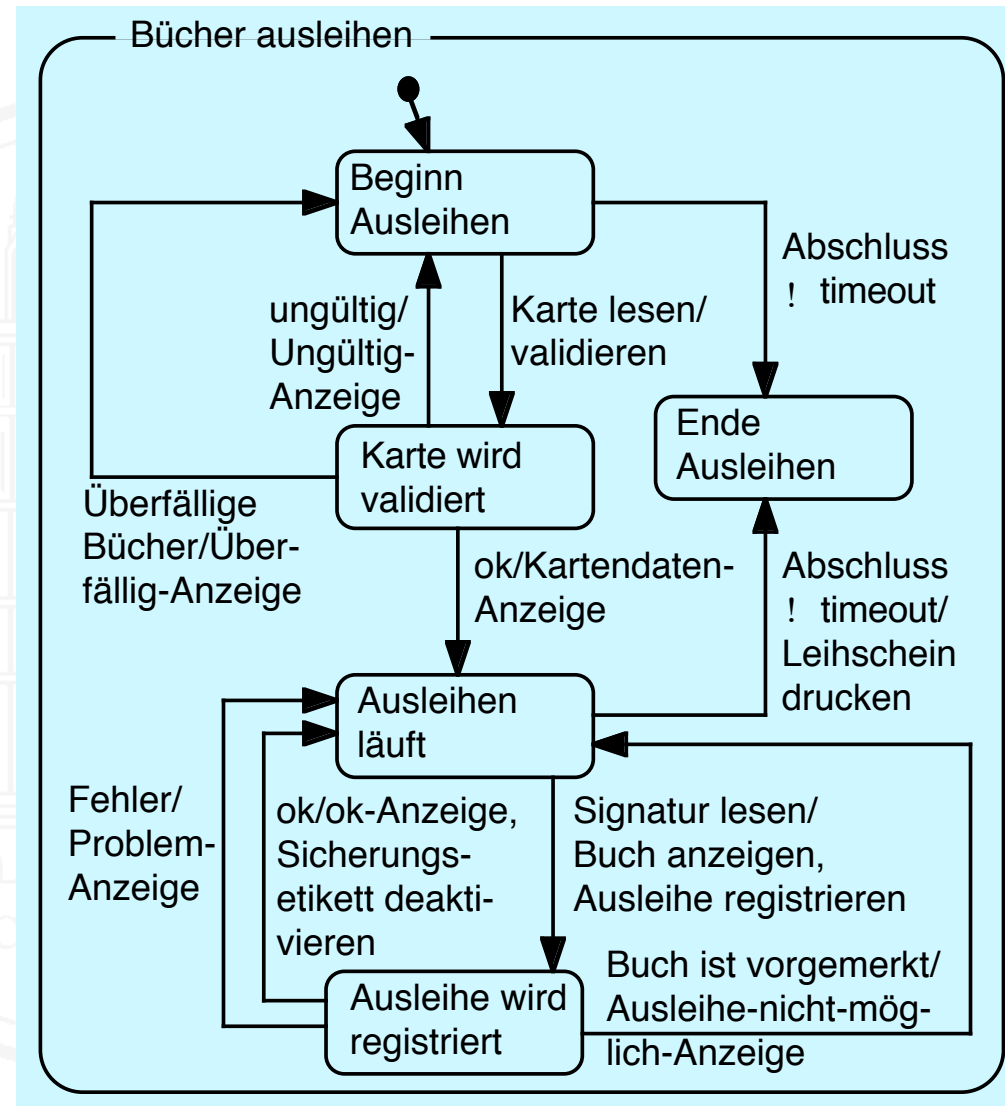 Bücher ausleihen
Beginn
Ausleihen
Abschluss
! timeout
ungültig/
Ungültig-
Anzeige
Karte lesen/
validieren
Ende
Ausleihen
Karte wird
validiert
Überfällige
Bücher/Über-
fällig-Anzeige
ok/Kartendaten-
Anzeige
Abschluss
! timeout/
Leihschein
drucken
Ausleihen
läuft
Fehler/
Problem-
Anzeige
ok/ok-Anzeige,
Sicherungs-
etikett deakti-
vieren
Signatur lesen/
Buch anzeigen,
Ausleihe registrieren
Buch ist vorgemerkt/
Ausleihe-nicht-mög-
lich-Anzeige
Ausleihe wird
registriert